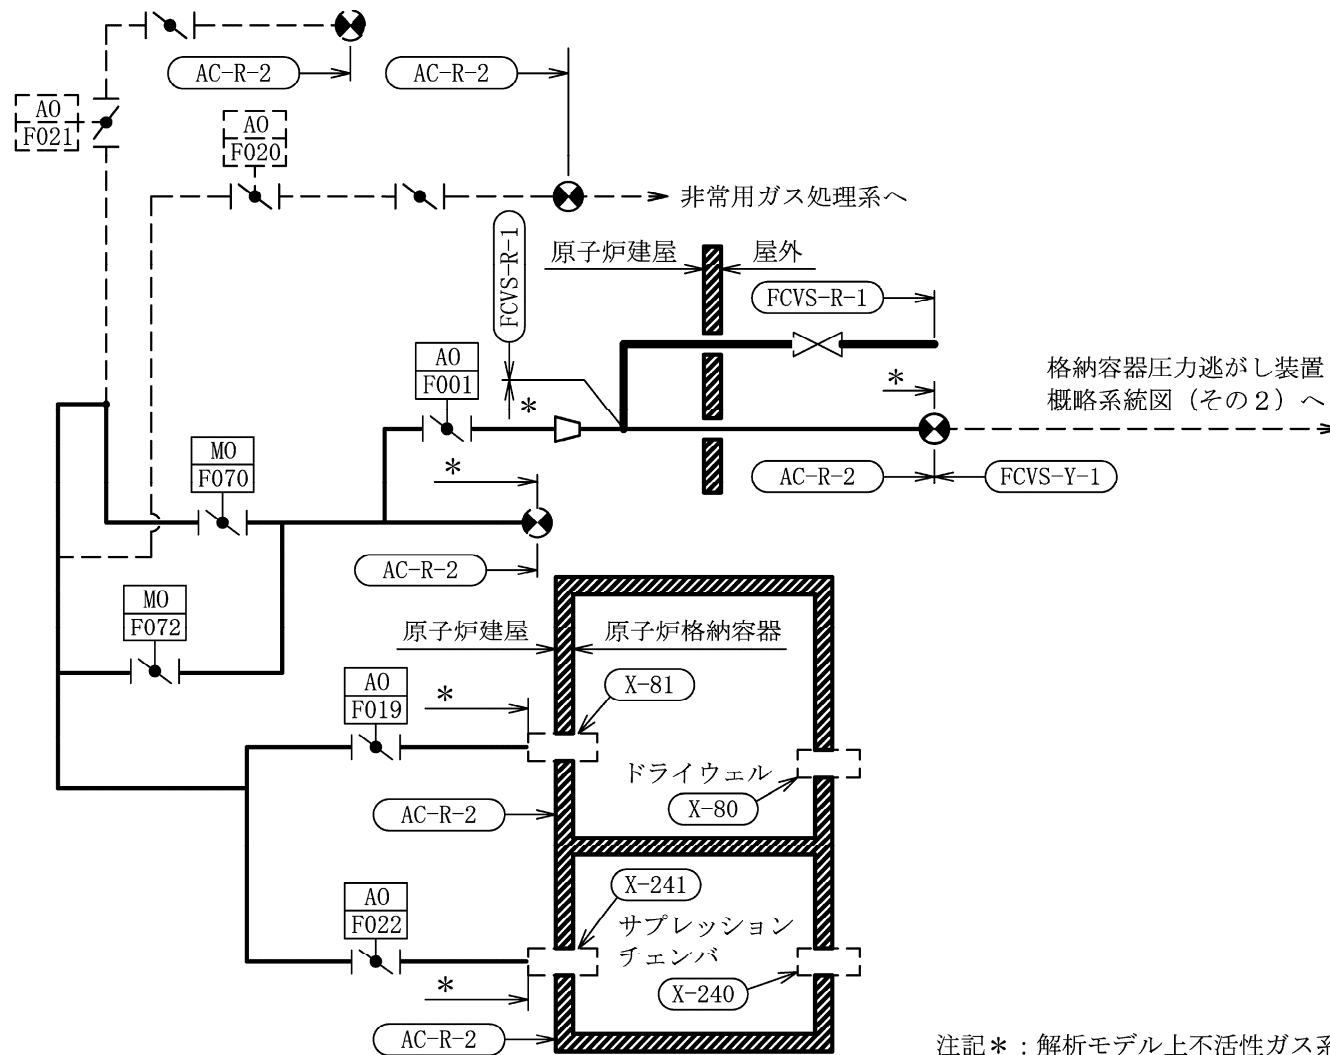 AC-R-2
AC-R-2
AO
F021
AO
F020
非常用ガス処理系へ
FCVS-R-1
原子炉建屋
屋外
FCVS-R-1
AO
F001
*
*
格納容器圧力逃がし装置
概略系統図（その２）へ
MO
F070
*
AC-R-2
FCVS-Y-1
AC-R-2
MO
F072
原子炉建屋
原子炉格納容器
AO
F019
*
X-81
ドライウェル
X-80
AC-R-2
AO
F022
X-241
サプレッション
チェンバ
*
X-240
AC-R-2
注記＊：解析モデル上不活性ガス系